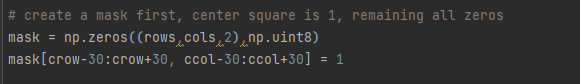 # create a mask first, center square is 1, remaining all zeros
mask = np.zeros((rows,cols,2),np.uint8)
mask[crow-30:crow+30, ccol-30:ccol+30] = 1